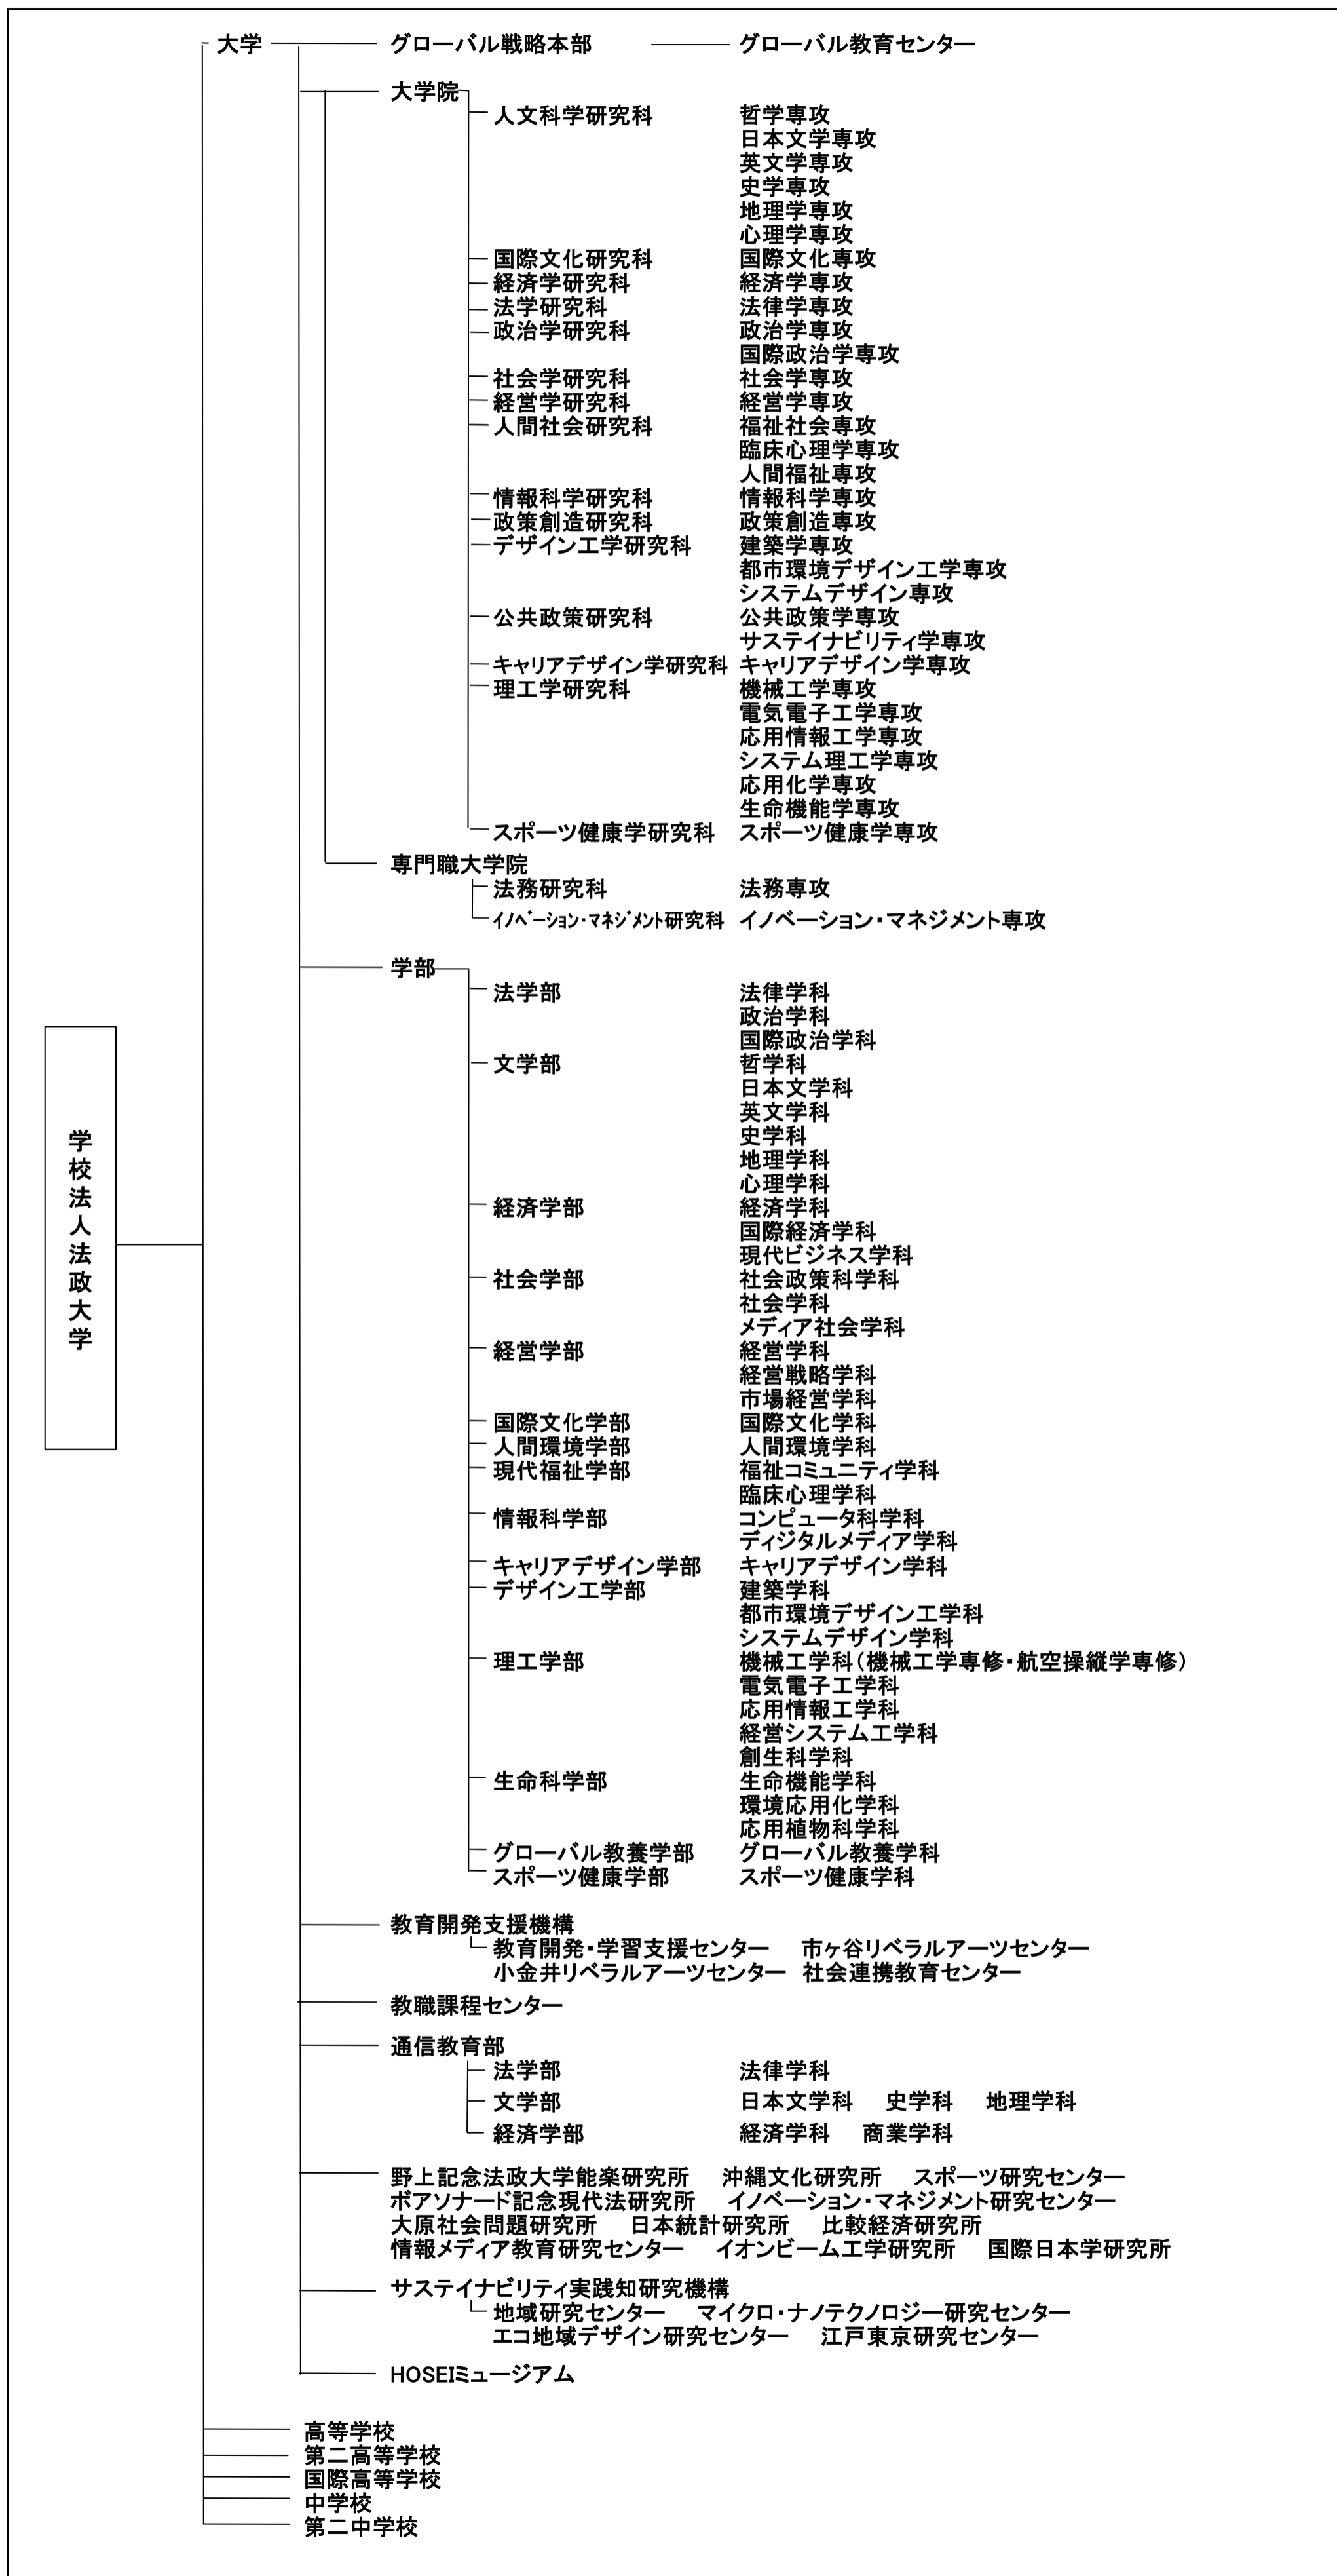 大学 グローバル戦略本部 グローバル教育センター
大学院
人文科学研究科 哲学専攻
日本文学専攻
英文学専攻
史学専攻
地理学専攻
心理学専攻
国際文化研究科 国際文化専攻
経済学研究科 経済学専攻
法学研究科 法律学専攻
政治学研究科 政治学専攻
国際政治学専攻
社会学研究科 社会学専攻
経営学研究科 経営学専攻
人間社会研究科 福祉社会専攻
臨床心理学専攻
人間福祉専攻
情報科学研究科 情報科学専攻
政策創造研究科 政策創造専攻
デザイン工学研究科 建築学専攻
都市環境デザイン工学専攻
システムデザイン専攻
公共政策研究科 公共政策学専攻
サステイナビリティ学専攻
キャリアデザイン学研究科 キャリアデザイン学専攻
理工学研究科 機械工学専攻
電気電子工学専攻
応用情報工学専攻
システム理工学専攻
応用化学専攻
生命機能学専攻
スポーツ健康学研究科 スポーツ健康学専攻
専門職大学院
法務研究科 法務専攻
ｲﾉﾍﾞｰｼｮﾝ・ﾏﾈｼﾞﾒﾝﾄ研究科 イノベーション・マネジメント専攻
学部
法学部 法律学科
政治学科
国際政治学科
文学部 哲学科
日本文学科
英文学科
史学科
地理学科
心理学科
経済学部 経済学科
国際経済学科
現代ビジネス学科
社会学部 社会政策科学科
社会学科
メディア社会学科
経営学部 経営学科
経営戦略学科
市場経営学科
国際文化学部 国際文化学科
人間環境学部 人間環境学科
現代福祉学部 福祉コミュニティ学科
臨床心理学科
情報科学部 コンピュータ科学科
ディジタルメディア学科
キャリアデザイン学部 キャリアデザイン学科
デザイン工学部 建築学科
都市環境デザイン工学科
システムデザイン学科
理工学部 機械工学科（機械工学専修・航空操縦学専修）
電気電子工学科
応用情報工学科
経営システム工学科
創生科学科
生命科学部 生命機能学科
環境応用化学科
応用植物科学科
グローバル教養学部 グローバル教養学科
スポーツ健康学部 スポーツ健康学科
学校法人法政大学
教育開発支援機構
教育開発・学習支援センター 市ヶ谷リベラルアーツセンター
小金井リベラルアーツセンター 社会連携教育センター
教職課程センター
通信教育部
法学部 法律学科
文学部 日本文学科 史学科 地理学科
経済学部 経済学科 商業学科
野上記念法政大学能楽研究所 沖縄文化研究所 スポーツ研究センター
ボアソナード記念現代法研究所 イノベーション・マネジメント研究センター
大原社会問題研究所 日本統計研究所 比較経済研究所
情報メディア教育研究センター イオンビーム工学研究所 国際日本学研究所
サステイナビリティ実践知研究機構
地域研究センター マイクロ・ナノテクノロジー研究センター
エコ地域デザイン研究センター 江戸東京研究センター
HOSEIミュージアム
高等学校
第二高等学校
国際高等学校
中学校
第二中学校